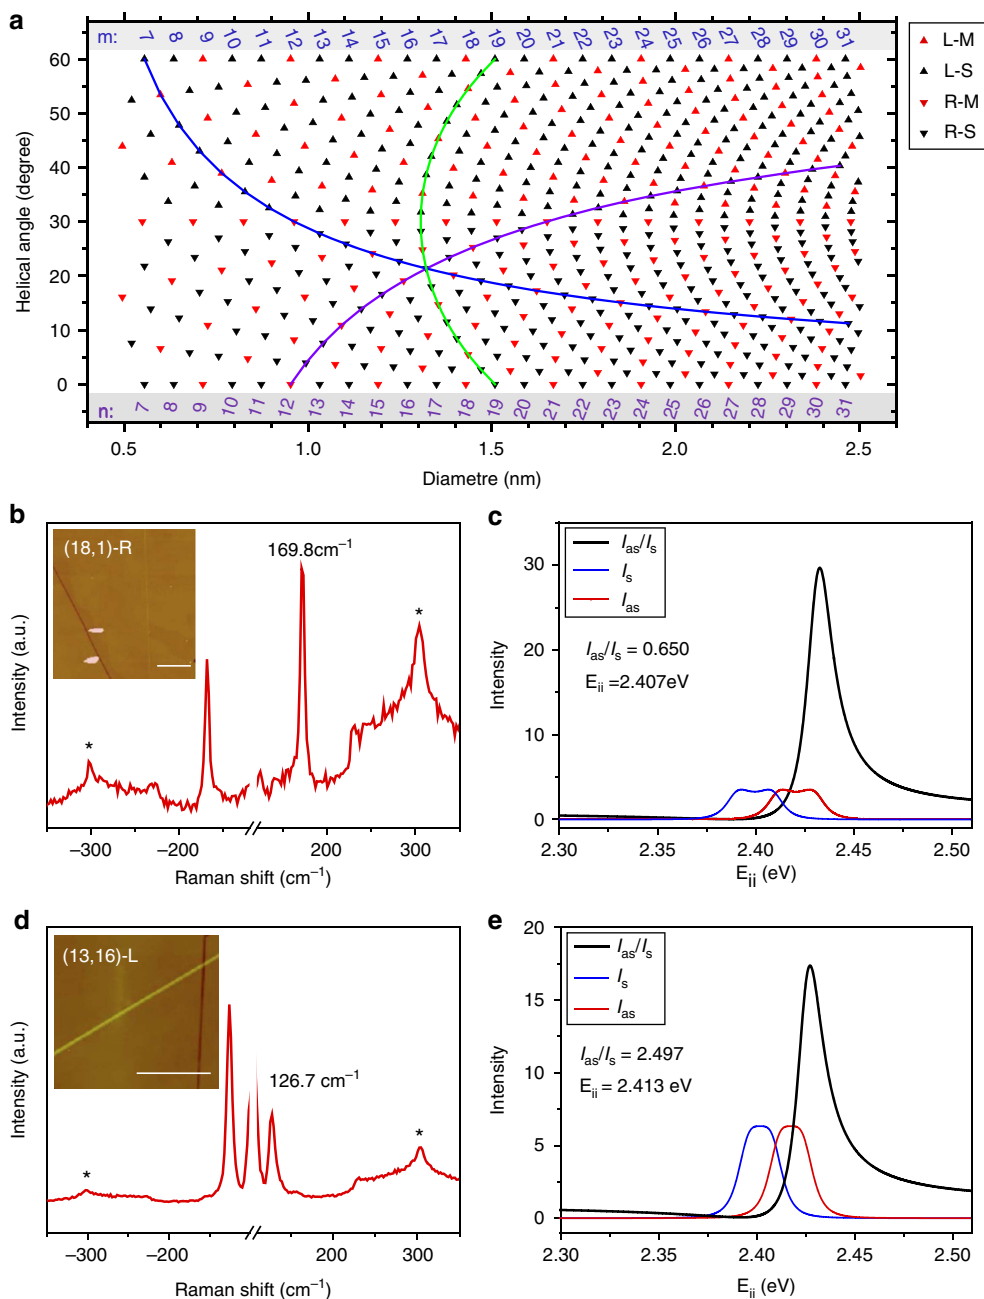 a
m: 7 8 9 10 11 12 13 14 15 16 17 18 19 20 21 22 23 24 25 26 27 28 29 30 31
60
50
40
30
20
10
0
Helical angle (degree)
n: 7 8 9 10 11 12 13 14 15 16 17 18 19 20 21 22 23 24 25 26 27 28 29 30 31
0.5 1.0 1.5 2.0 2.5
Diametre (nm)
L-M
L-S
R-M
R-S
b
(18,1)-R
169.8cm⁻¹
*
*
Intensity (a.u.)
−300 −200 200 300
Raman shift (cm⁻¹)
c
I_as/I_s
I_s
I_as
I_as/I_s = 0.650
E_ii =2.407eV
30
20
10
0
Intensity
2.30 2.35 2.40 2.45 2.50
E_ii (eV)
d
(13,16)-L
126.7 cm⁻¹
*
*
Intensity (a.u.)
−300 −200 200 300
Raman shift (cm⁻¹)
e
I_as/I_s
I_s
I_as
I_as/I_s = 2.497
E_ii = 2.413 eV
20
15
10
5
0
Intensity
2.30 2.35 2.40 2.45 2.50
E_ii (eV)